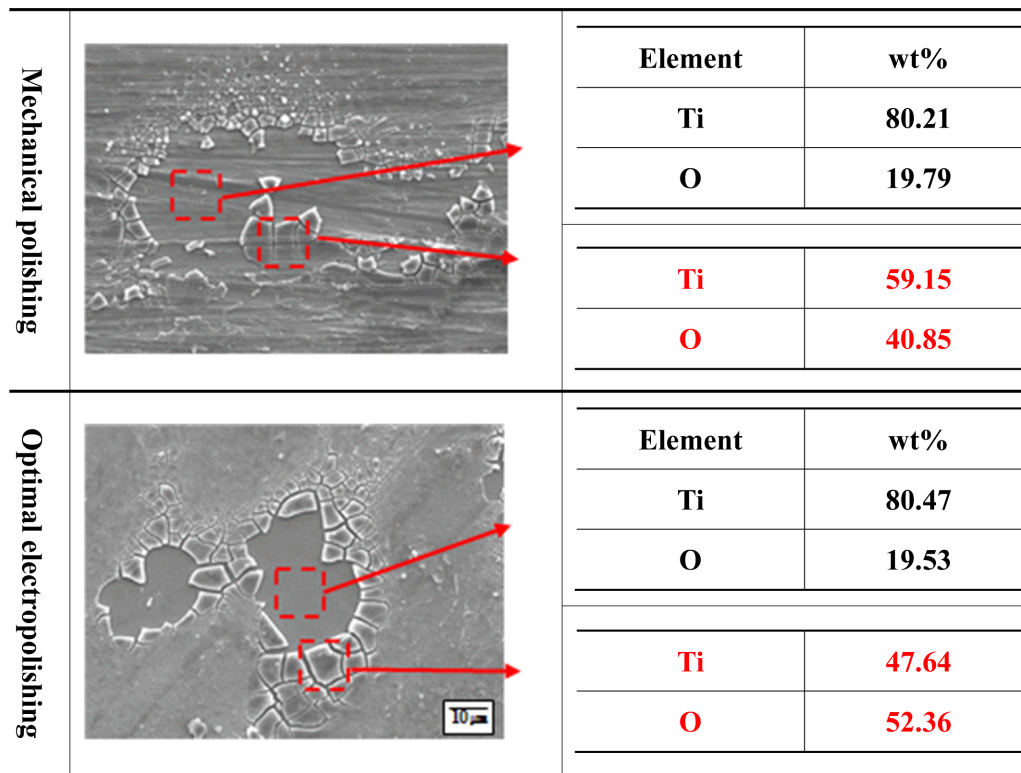 Mechanical polishing
Element wt%
Ti 80.21
O 19.79
Ti 59.15
O 40.85
Optimal electropolishing
10 µm
Element wt%
Ti 80.47
O 19.53
Ti 47.64
O 52.36